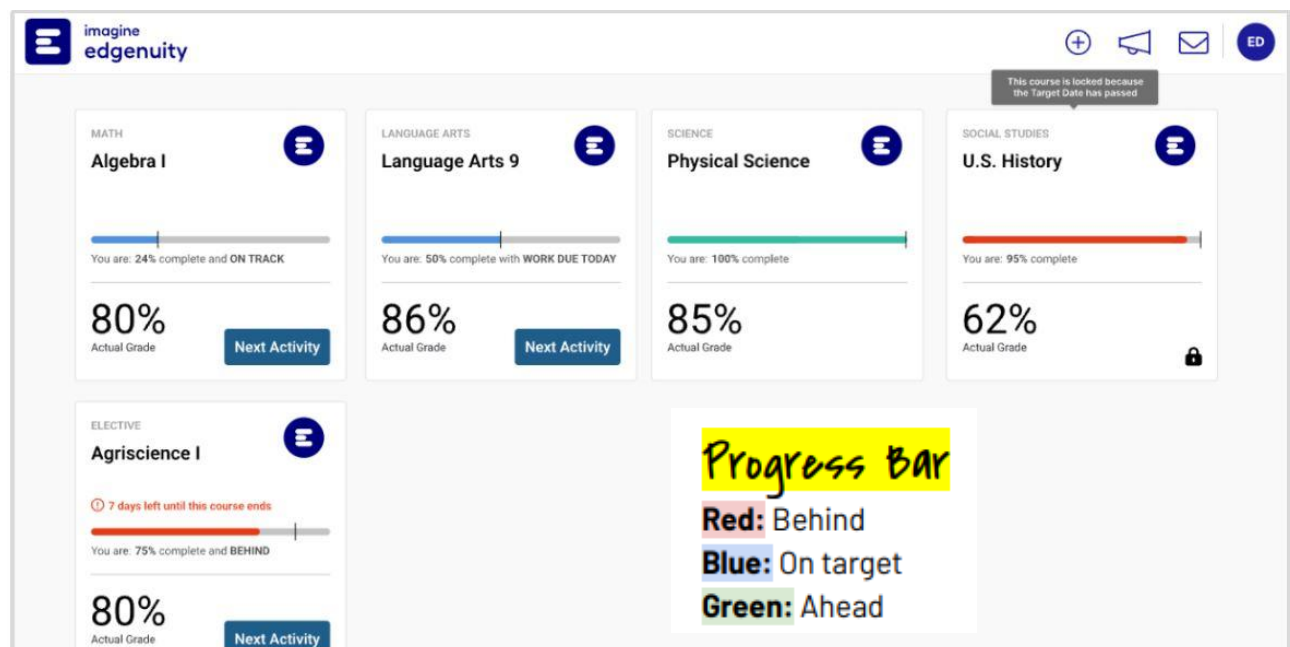 imagine
edgenuity
ED
This course is locked because
the Target Date has passed
MATH
Algebra I
You are: 24% complete and ON TRACK
80%
Actual Grade
Next Activity
LANGUAGE ARTS
Language Arts 9
You are: 50% complete with WORK DUE TODAY
86%
Actual Grade
Next Activity
SCIENCE
Physical Science
You are: 100% complete
85%
Actual Grade
SOCIAL STUDIES
U.S. History
You are: 95% complete
62%
Actual Grade
ELECTIVE
Agriscience I
7 days left until this course ends
You are: 75% complete and BEHIND
80%
Actual Grade
Next Activity
Progress Bar
Red: Behind
Blue: On target
Green: Ahead